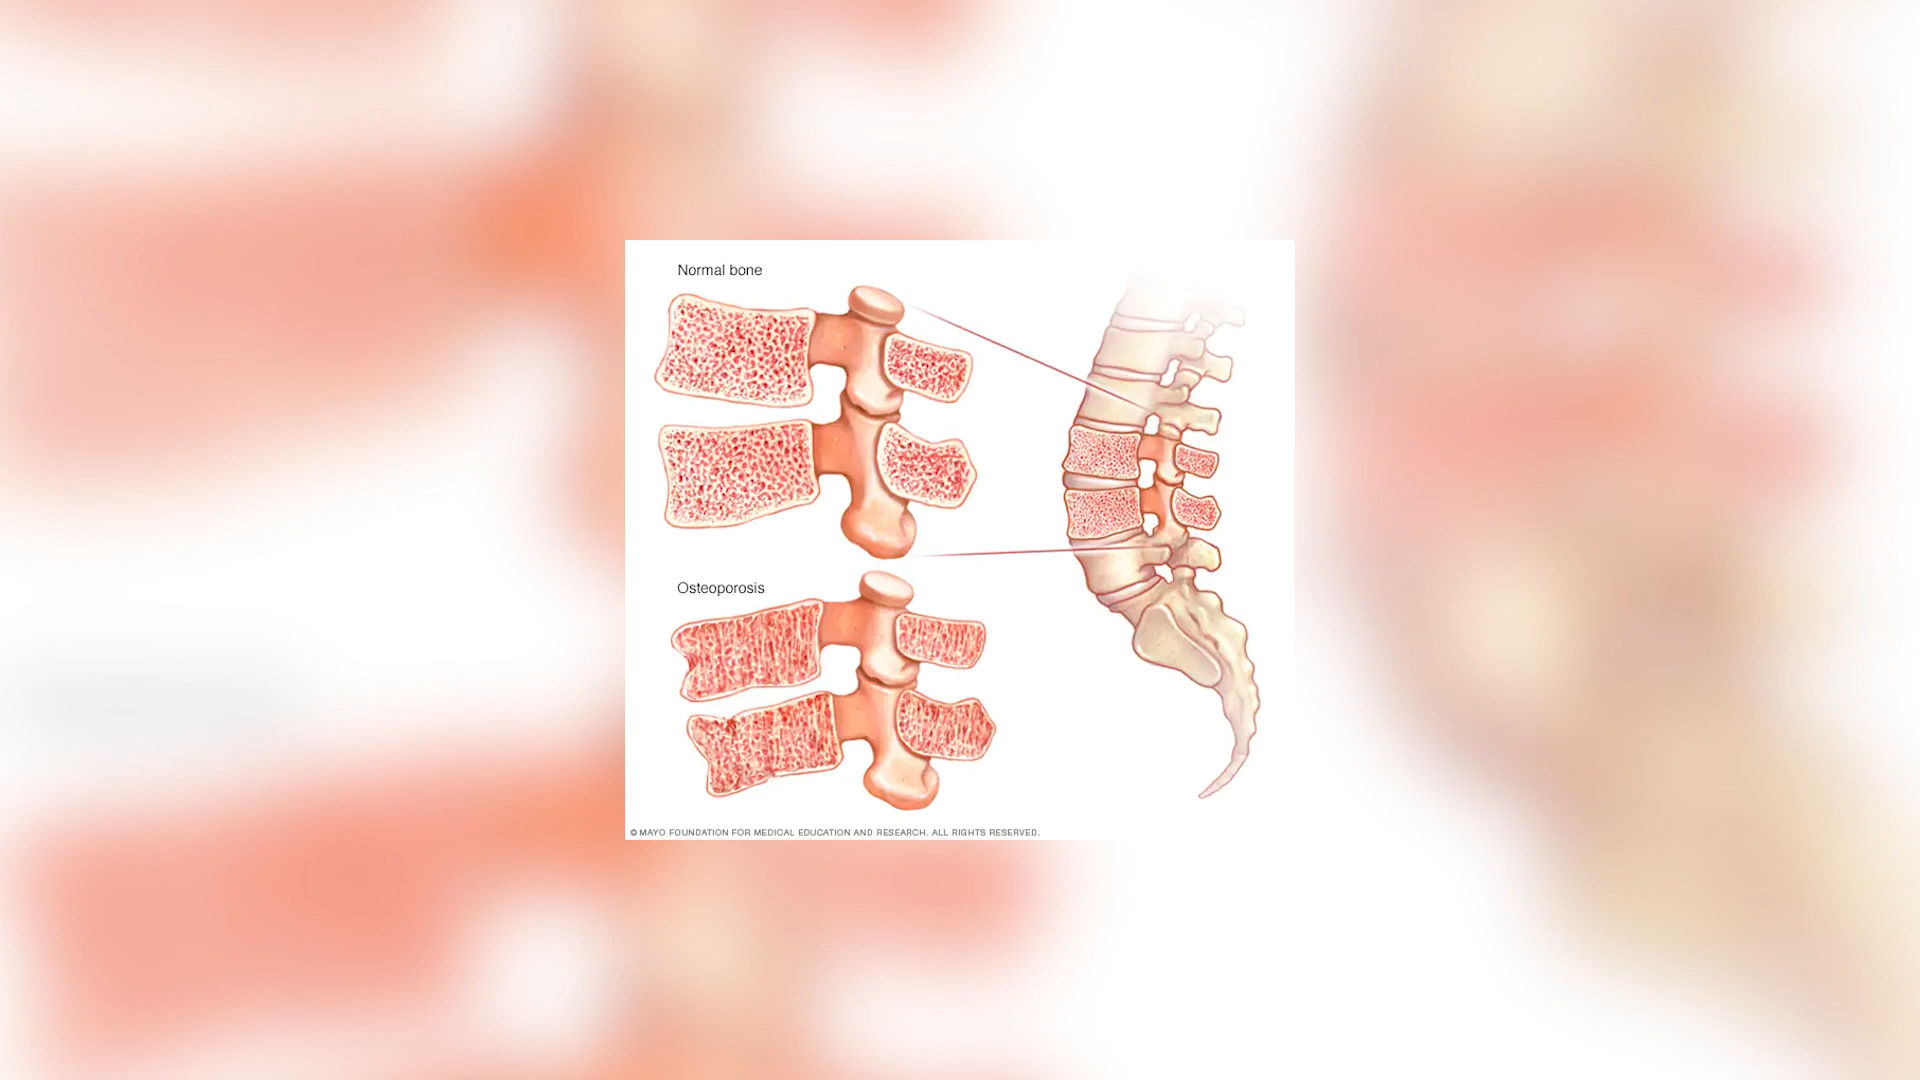 Normal bone
Osteoporosis
© MAYO FOUNDATION FOR MEDICAL EDUCATION AND RESEARCH. ALL RIGHTS RESERVED.